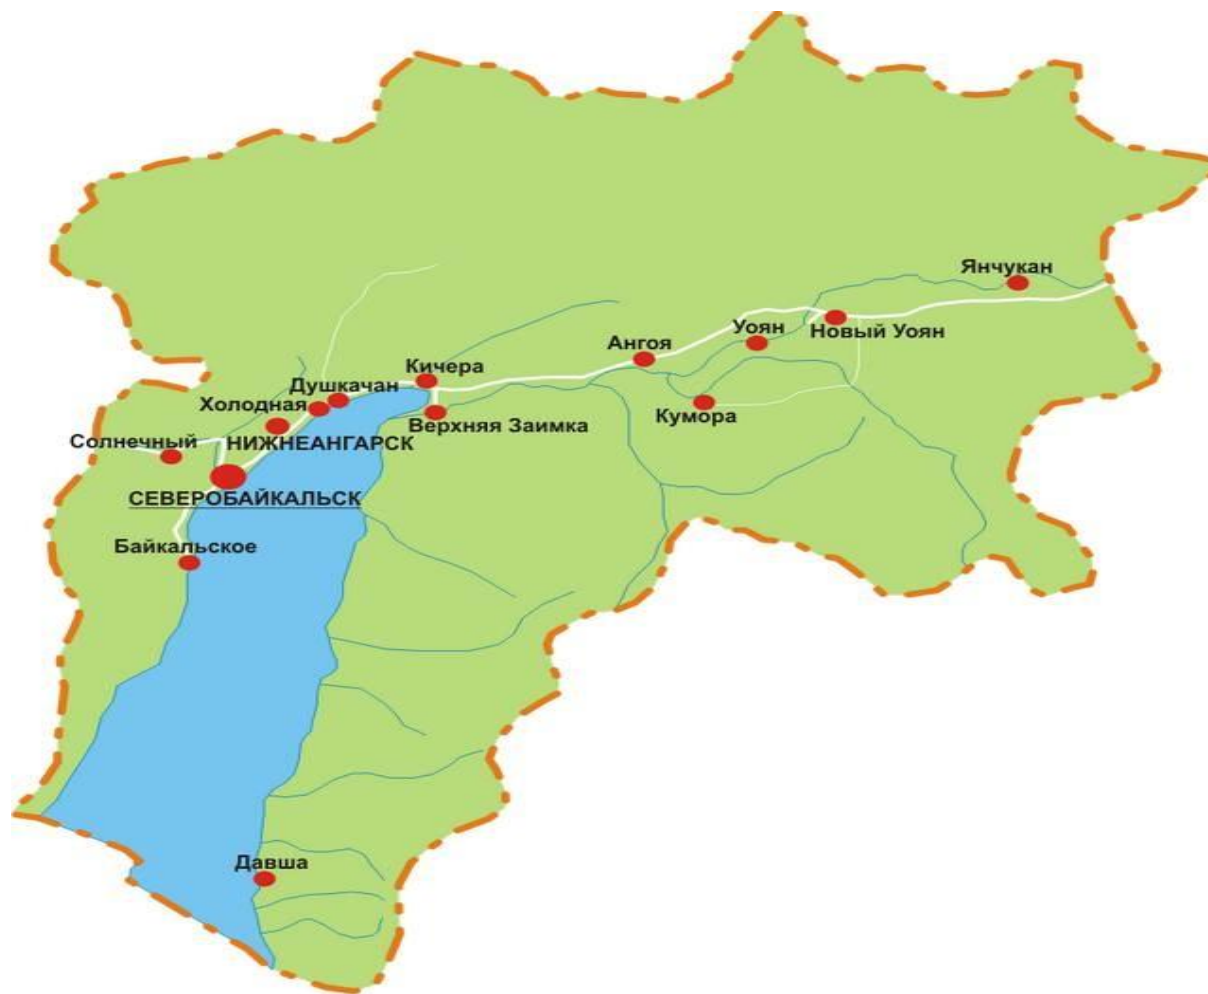 Янчукан
Уоян
Новый Уоян
Ангоя
Кичера
Душкачан
Холодная
Кумора
Верхняя Заимка
Солнечный
НИЖНЕАНГАРСК
СЕВЕРОБАЙКАЛЬСК
Байкальское
Давша